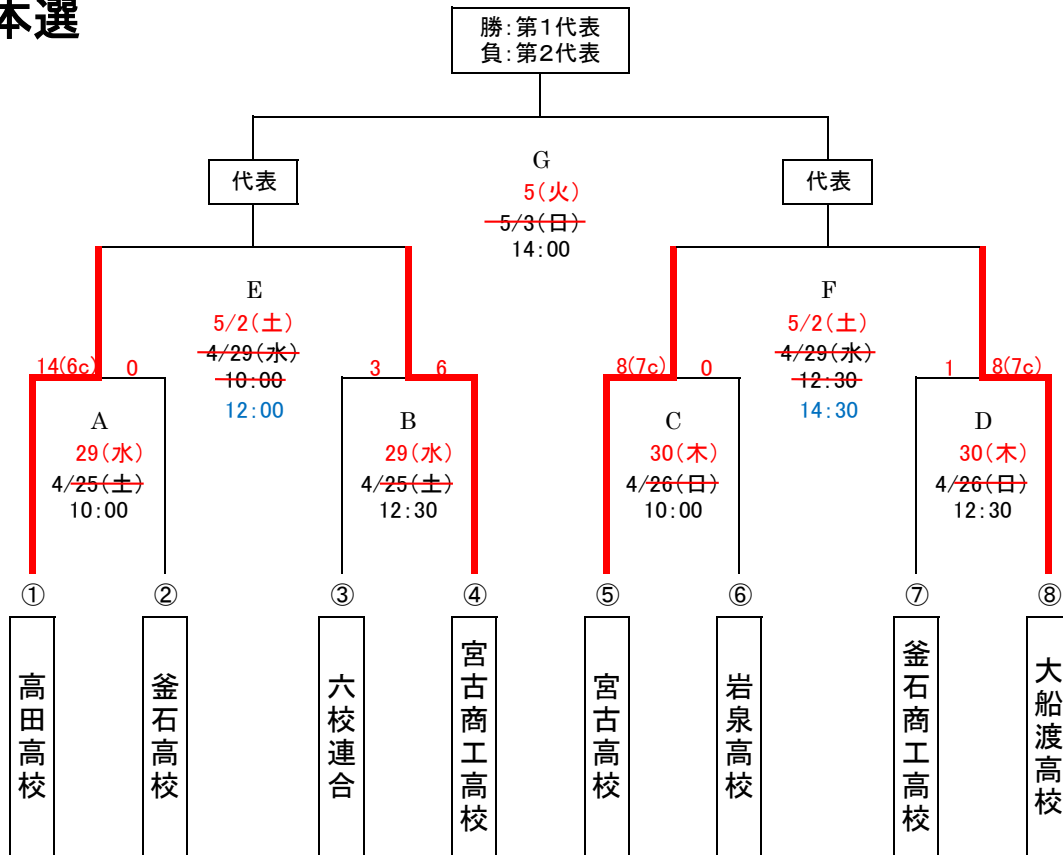 本選
勝:第1代表
負:第2代表
代表
代表
G
5(火)
5/3(日)
14:00
E
5/2(土)
4/29(水)
10:00
12:00
F
5/2(土)
4/29(水)
12:30
14:30
14(6c) 0
3 6
8(7c) 0
1 8(7c)
A
29(水)
4/25(土)
10:00
B
29(水)
4/25(土)
12:30
C
30(木)
4/26(日)
10:00
D
30(木)
4/26(日)
12:30
① ② ③ ④ ⑤ ⑥ ⑦ ⑧
高田高校
釜石高校
六校連合
宮古商工高校
宮古高校
岩泉高校
釜石商工高校
大船渡高校